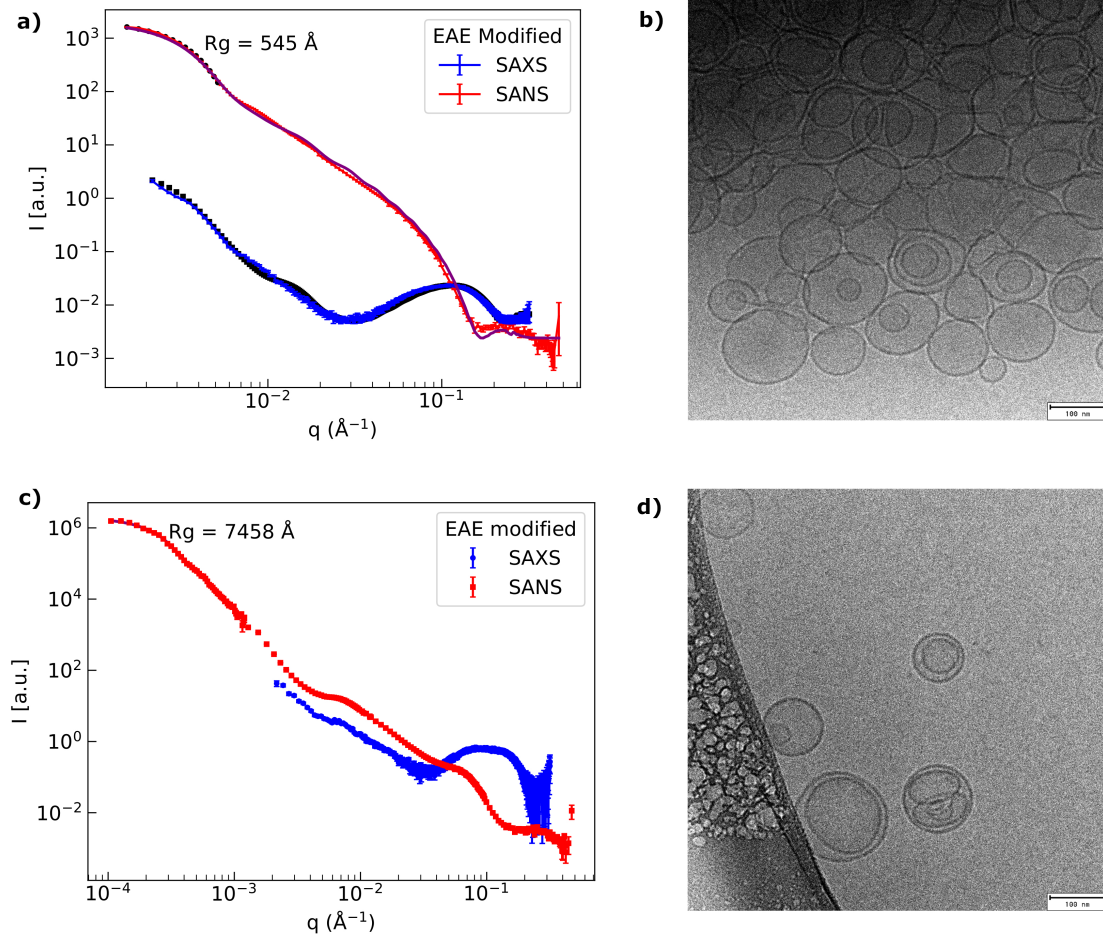 a)
Rg = 545 Å
EAE Modified
SAXS
SANS
10³
10²
10¹
10⁰
10⁻¹
10⁻²
10⁻³
I [a.u.]
10⁻² 10⁻¹
q (Å⁻¹)
b)
100 nm
c)
Rg = 7458 Å
EAE modified
SAXS
SANS
10⁶
10⁴
10²
10⁰
10⁻²
I [a.u.]
10⁻⁴ 10⁻³ 10⁻² 10⁻¹
q (Å⁻¹)
d)
100 nm